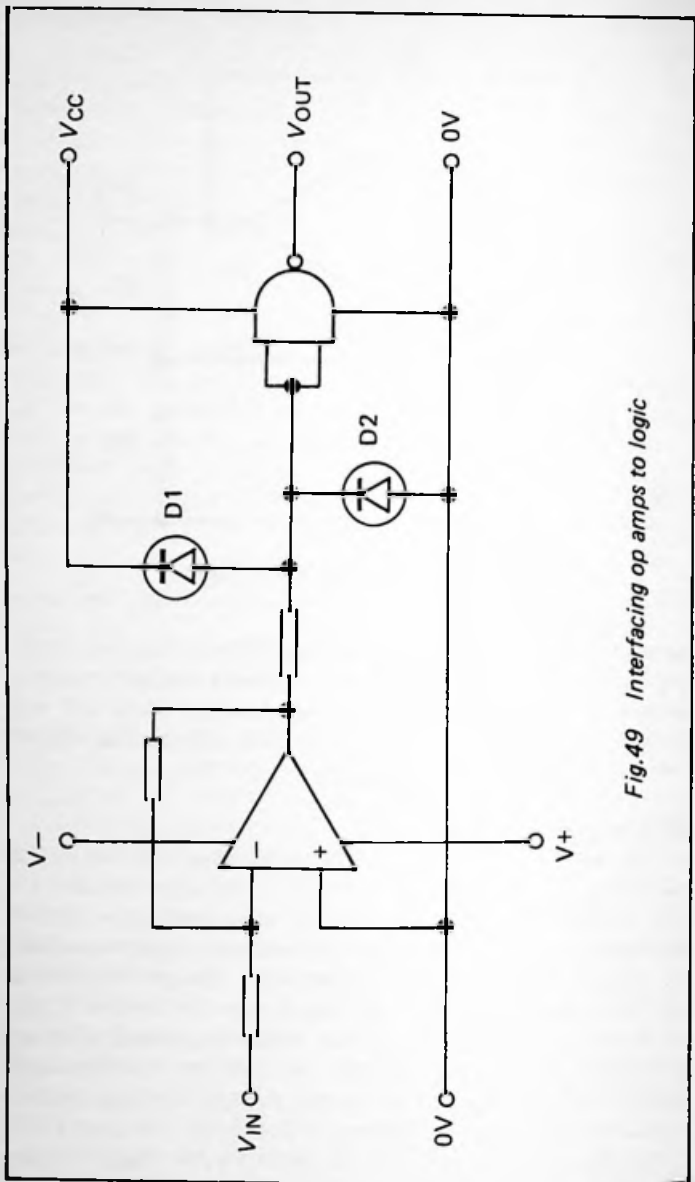 VCC
VOUT
0V
D1
D2
V–
–
+
V+
VIN
0V
Fig.49 Interfacing op amps to logic